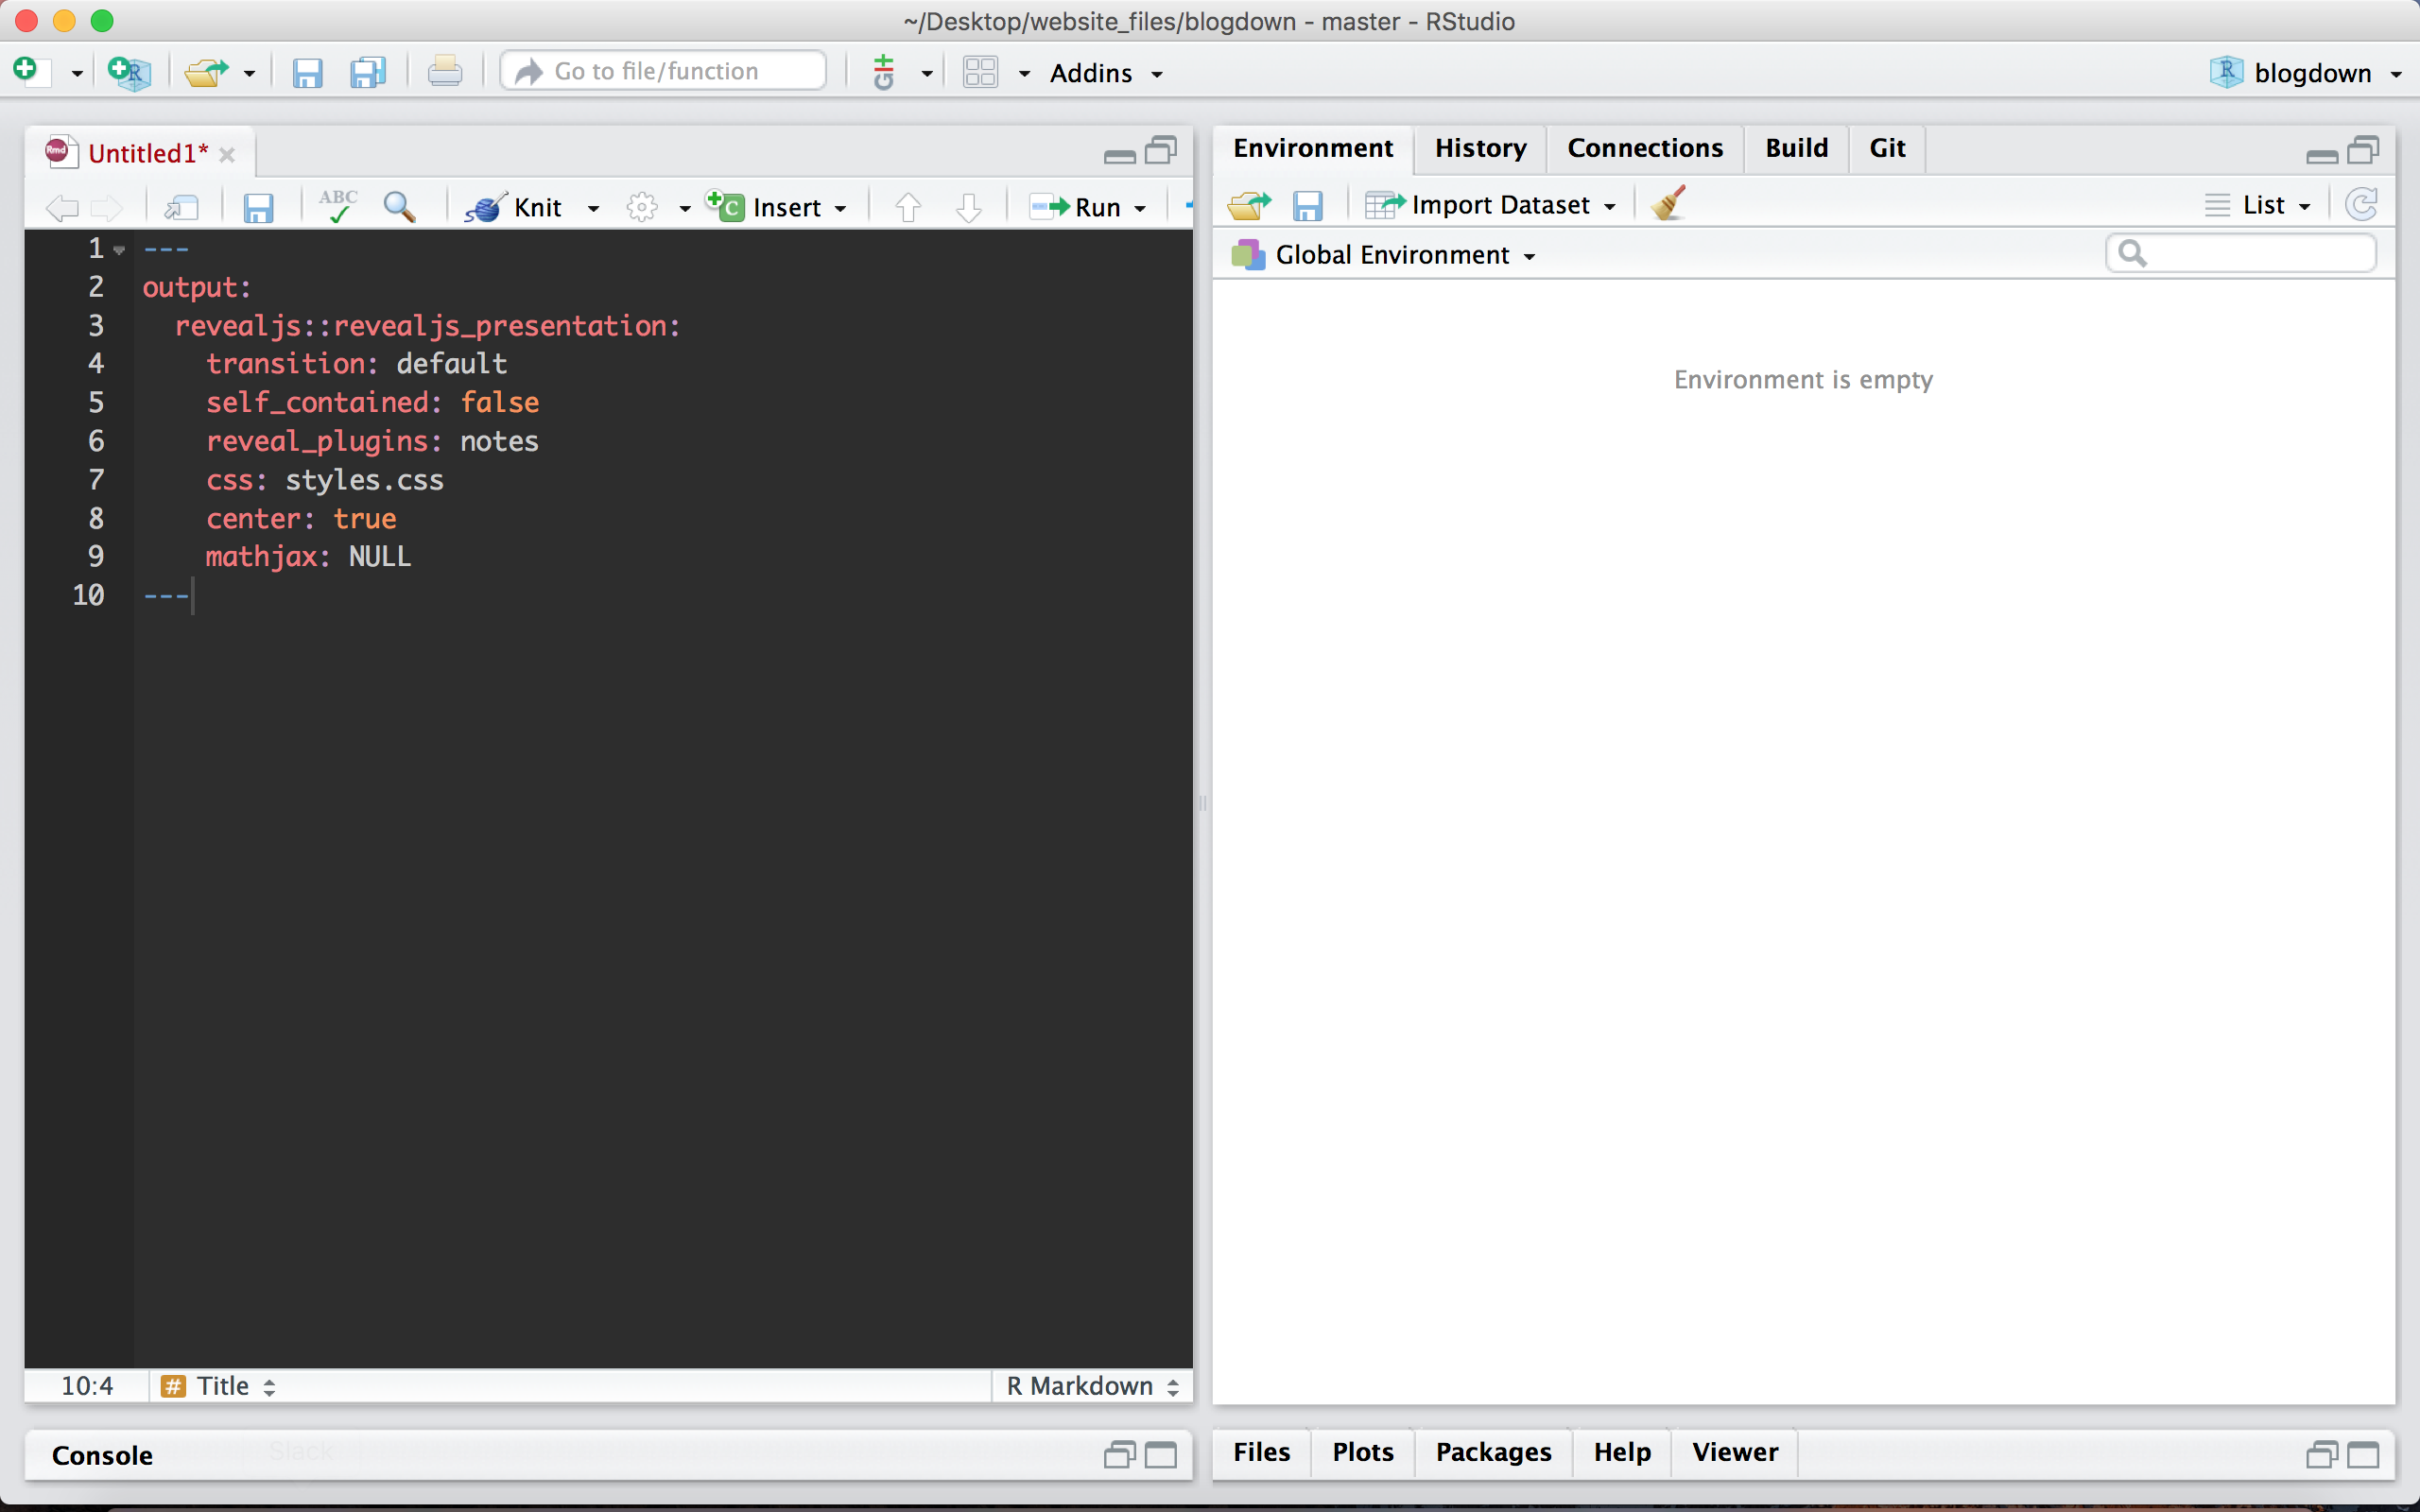 ~/Desktop/website_files/blogdown - master - RStudio
Go to file/function
Addins
blogdown
Untitled1*
Environment
History
Connections
Build
Git
ABC
Knit
Insert
Run
Import Dataset
List
Global Environment
1 ---
2 output:
3 revealjs::revealjs_presentation:
4 transition: default
5 self_contained: false
6 reveal_plugins: notes
7 css: styles.css
8 center: true
9 mathjax: NULL
10 ---
Environment is empty
10:4
# Title
R Markdown
Console
Slack
Files
Plots
Packages
Help
Viewer